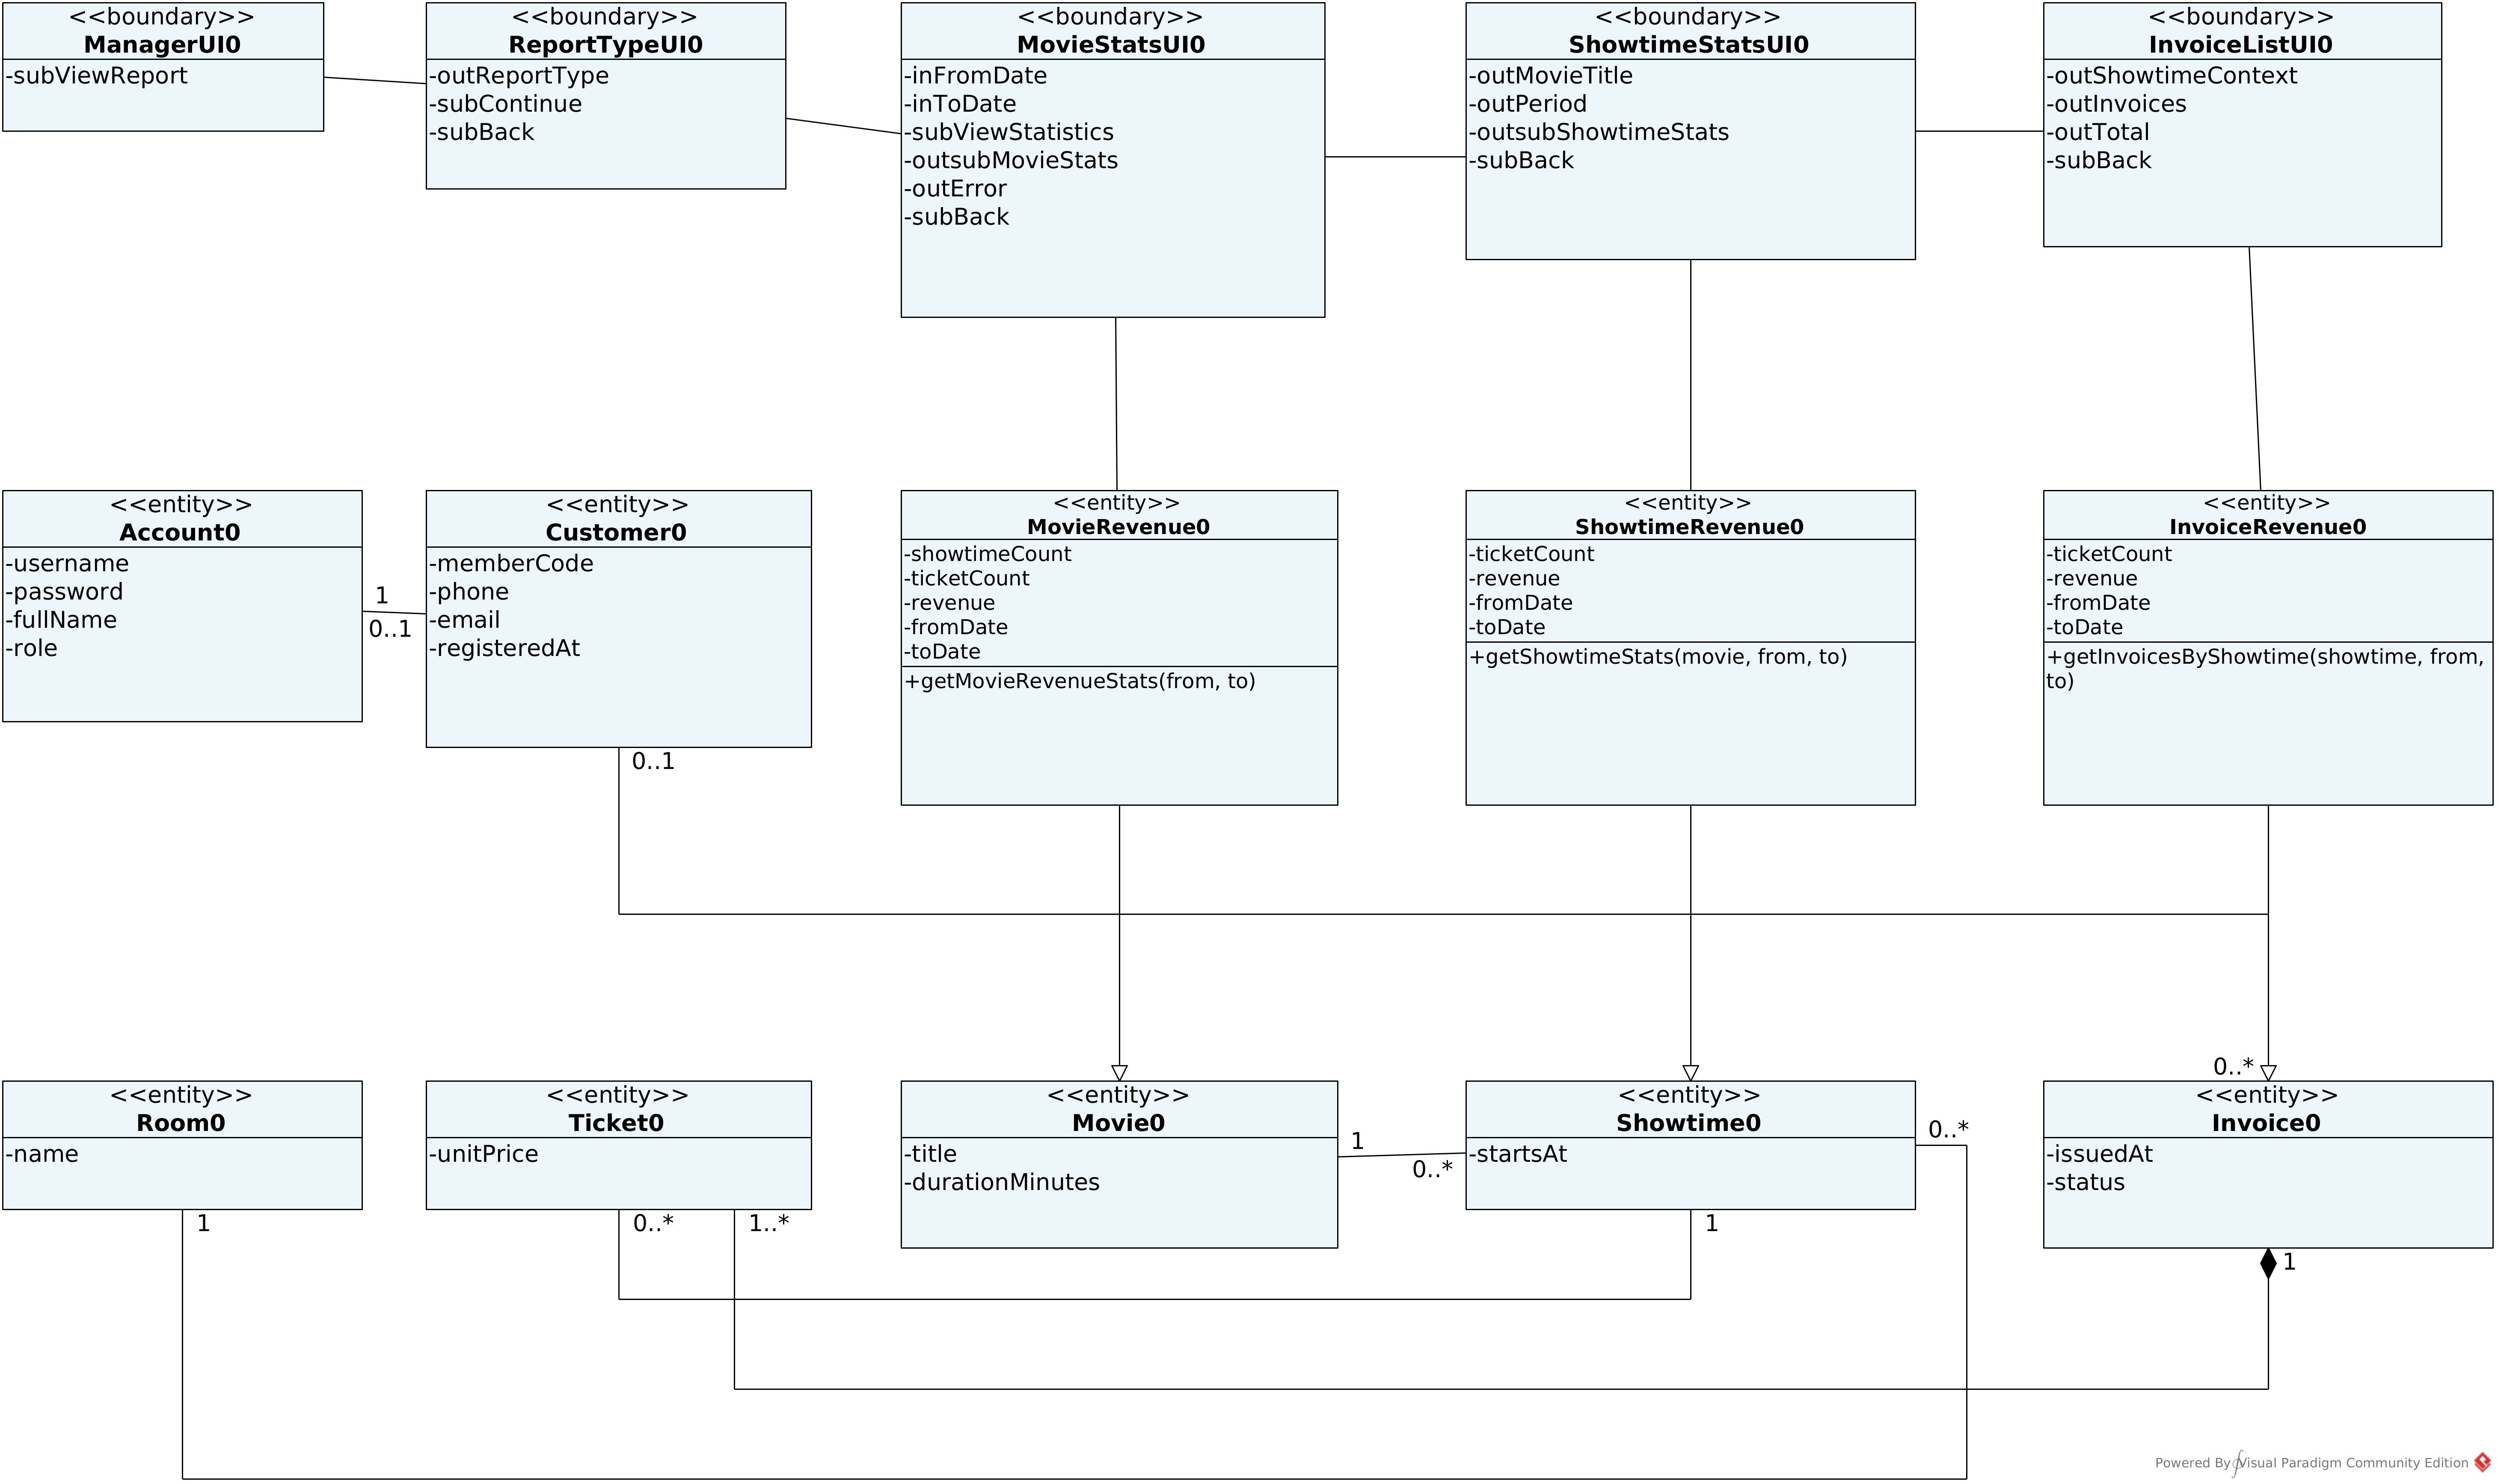 <<boundary>>
ManagerUI0
-subViewReport
<<boundary>>
ReportTypeUI0
-outReportType
-subContinue
-subBack
<<boundary>>
MovieStatsUI0
-inFromDate
-inToDate
-subViewStatistics
-outsubMovieStats
-outError
-subBack
<<boundary>>
ShowtimeStatsUI0
-outMovieTitle
-outPeriod
-outsubShowtimeStats
-subBack
<<boundary>>
InvoiceListUI0
-outShowtimeContext
-outInvoices
-outTotal
-subBack
<<entity>>
Account0
-username
-password
-fullName
-role
1
0..1
<<entity>>
Customer0
-memberCode
-phone
-email
-registeredAt
0..1
<<entity>>
MovieRevenue0
-showtimeCount
-ticketCount
-revenue
-fromDate
-toDate
+getMovieRevenueStats(from, to)
<<entity>>
ShowtimeRevenue0
-ticketCount
-revenue
-fromDate
-toDate
+getShowtimeStats(movie, from, to)
<<entity>>
InvoiceRevenue0
-ticketCount
-revenue
-fromDate
-toDate
+getInvoicesByShowtime(showtime, from,
to)
<<entity>>
Room0
-name
1
<<entity>>
Ticket0
-unitPrice
0..*
1..*
<<entity>>
Movie0
-title
-durationMinutes
1
0..*
<<entity>>
Showtime0
-startsAt
0..*
1
0..*
<<entity>>
Invoice0
-issuedAt
-status
1
Powered By Visual Paradigm Community Edition